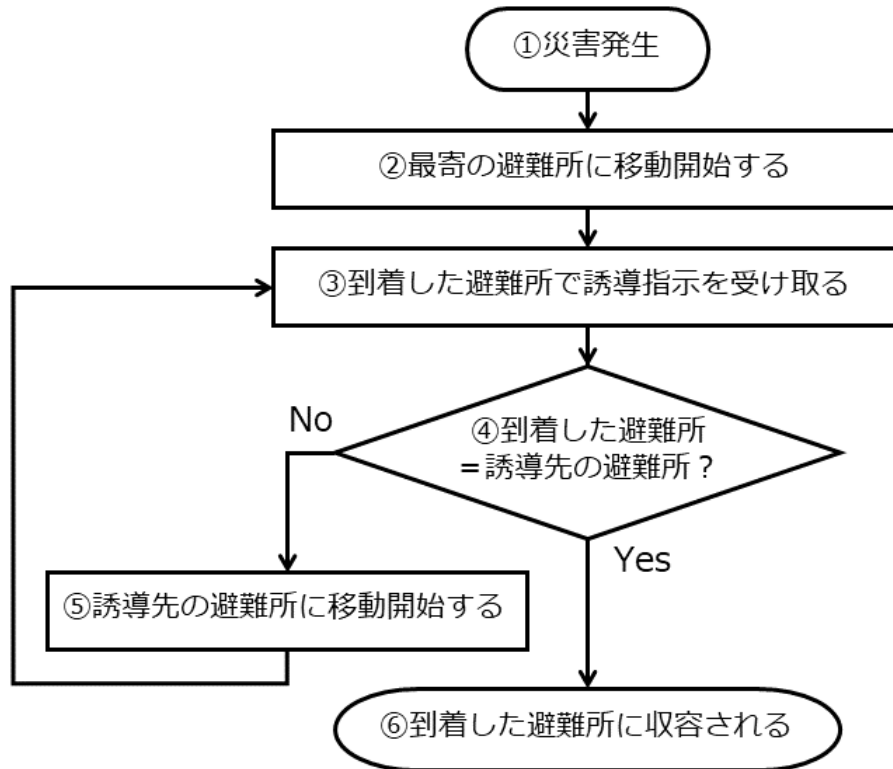 ①災害発生
②最寄の避難所に移動開始する
③到着した避難所で誘導指示を受け取る
No
④到着した避難所
=誘導先の避難所？
Yes
⑤誘導先の避難所に移動開始する
⑥到着した避難所に収容される